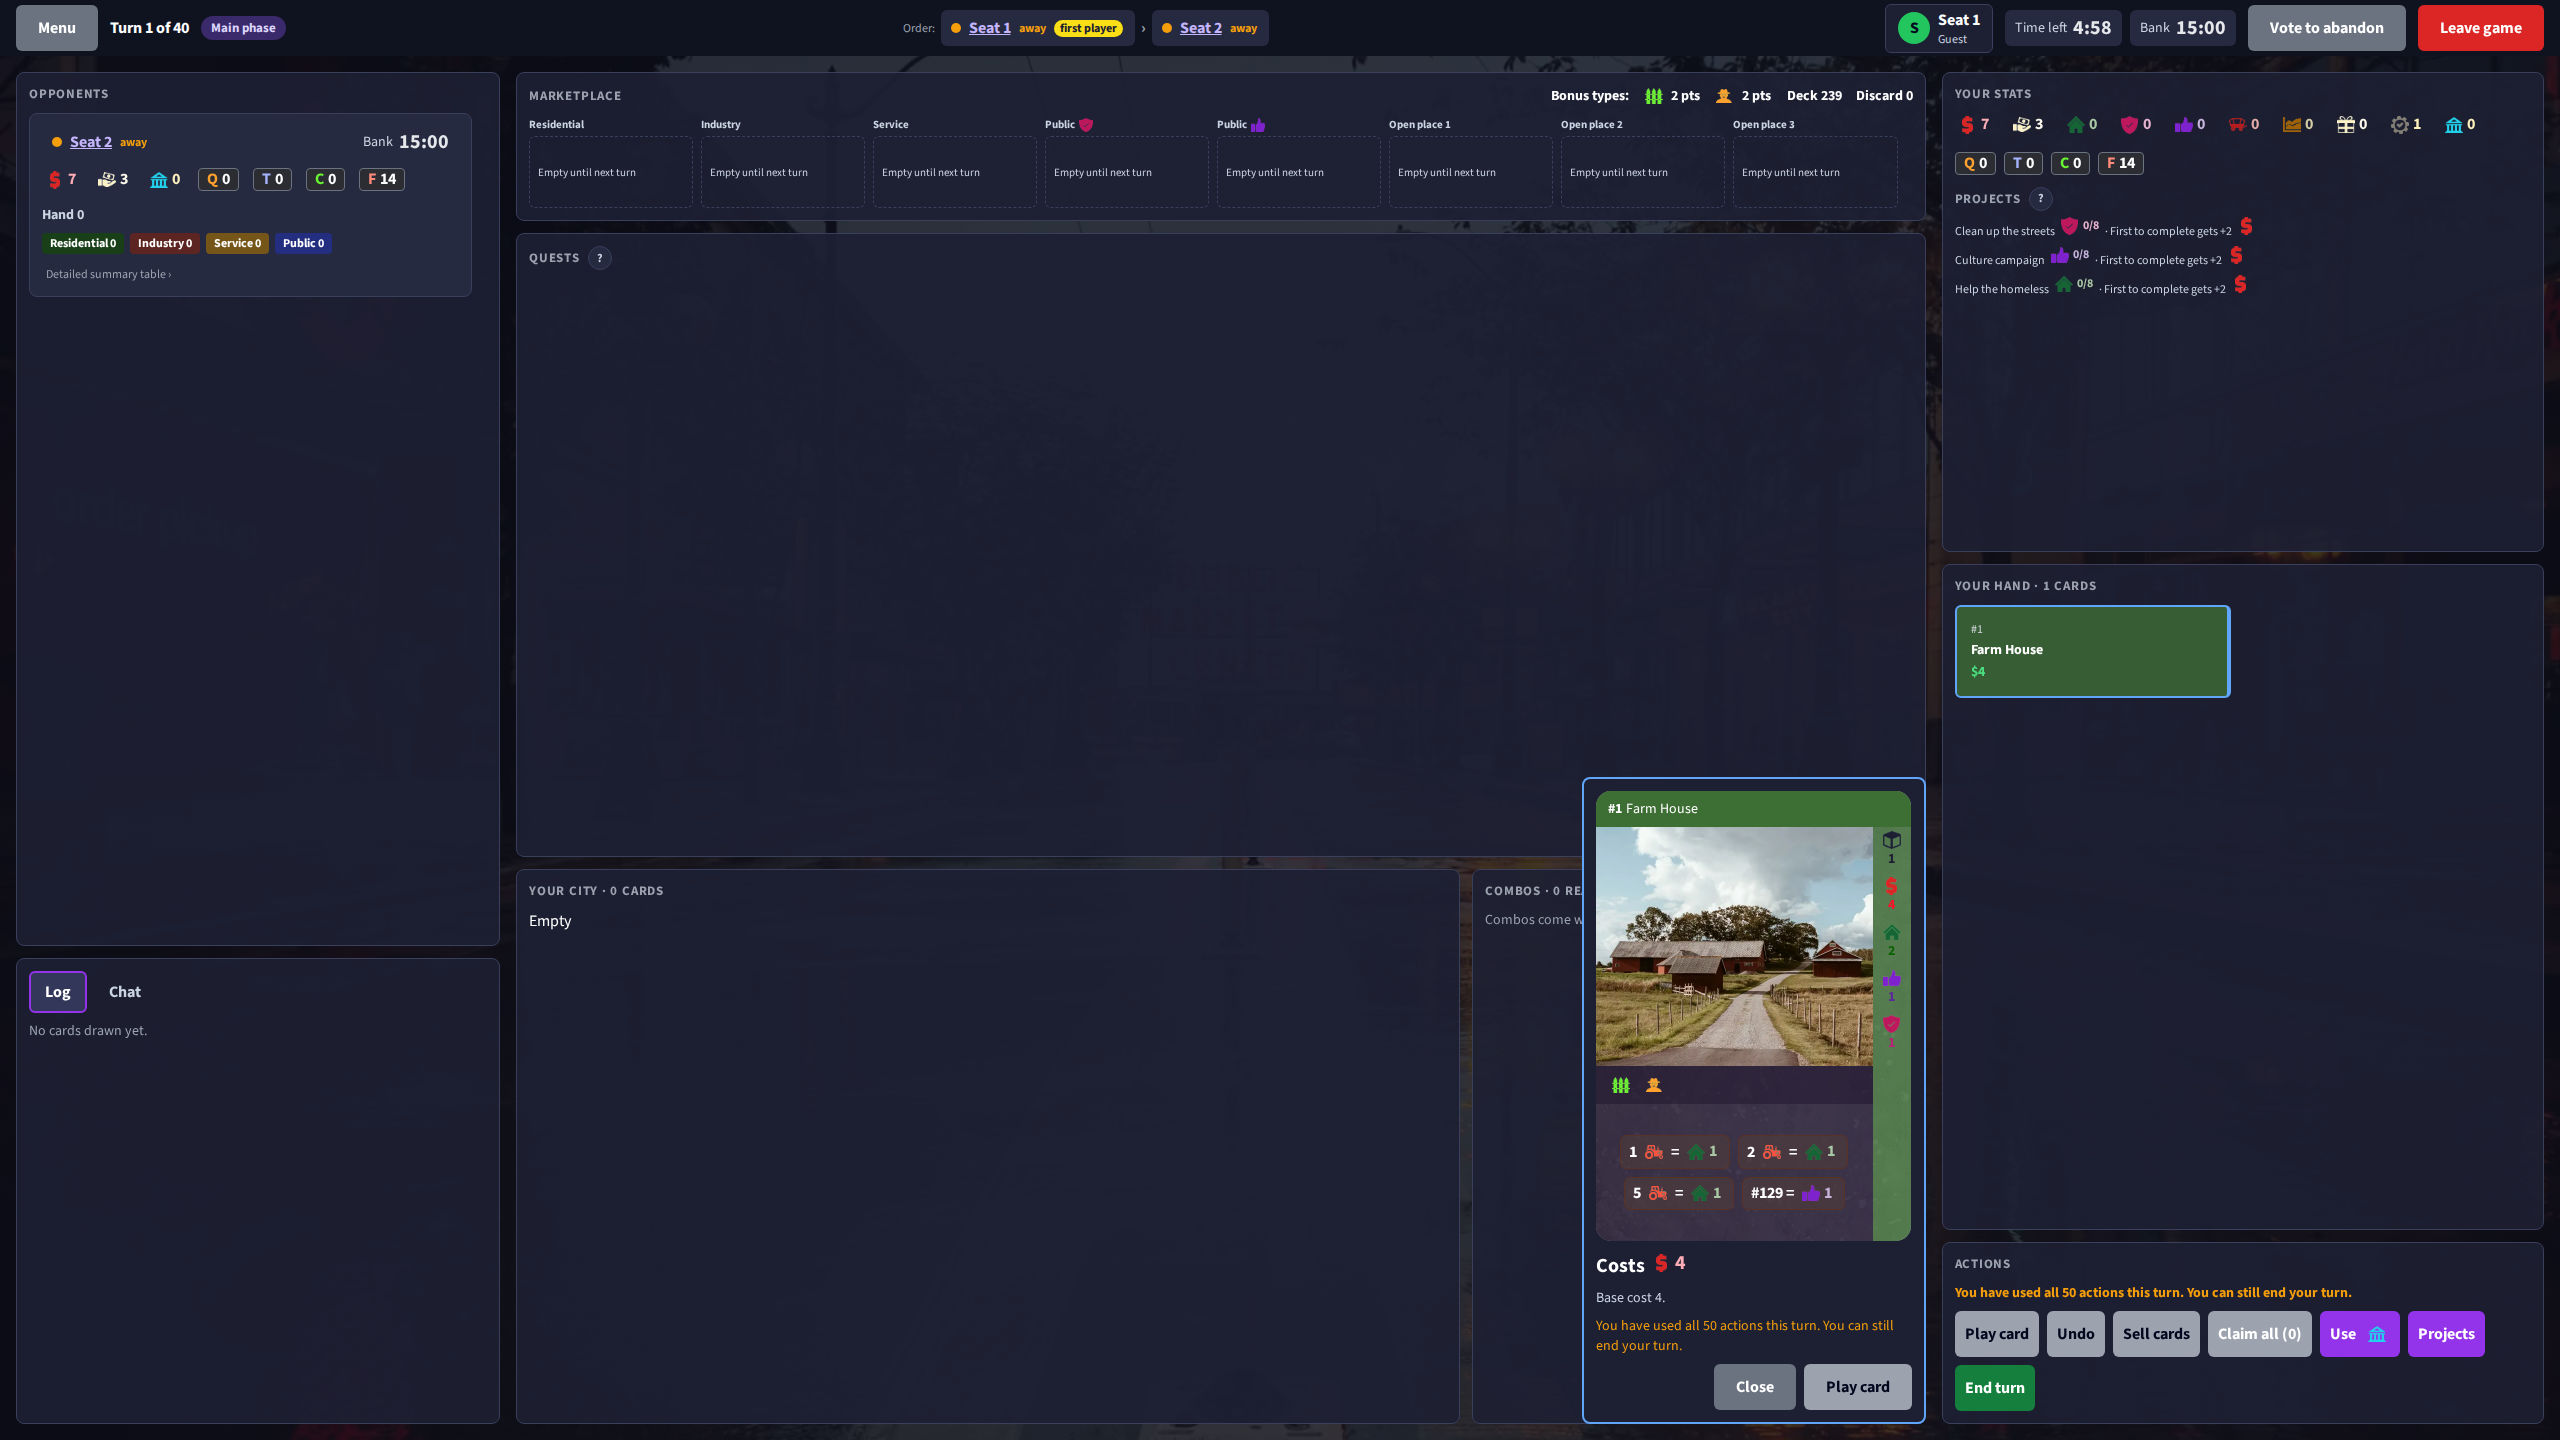 Menu
Turn 1 of 40
Main phase
Order:
Seat 1 away first player › Seat 2 away
S
Seat 1
Guest
Time left 4:58
Bank 15:00
Vote to abandon
Leave game
OPPONENTS
Seat 2 away
Bank 15:00
7 3 0 Q 0 T 0 C 0 F 14
Hand 0
Residential 0 Industry 0 Service 0 Public 0
Detailed summary table ›
MARKETPLACE
Bonus types: 2 pts 2 pts Deck 239 Discard 0
Residential Industry Service Public Public Open place 1 Open place 2 Open place 3
Empty until next turn Empty until next turn Empty until next turn Empty until next turn Empty until next turn Empty until next turn Empty until next turn Empty until next turn
QUESTS ?
YOUR STATS
7 3 0 0 0 0 0 0 1 0
Q 0 T 0 C 0 F 14
PROJECTS ?
Clean up the streets 0/8 · First to complete gets +2
Culture campaign 0/8 · First to complete gets +2
Help the homeless 0/8 · First to complete gets +2
YOUR HAND · 1 CARDS
#1
Farm House
$4
Log
Chat
No cards drawn yet.
YOUR CITY · 0 CARDS
Empty
COMBOS · 0
Combos come
#1 Farm House
1
4
2
1
1
1 = 1 2 = 1
5 = 1 #129 = 1
Costs 4
Base cost 4.
You have used all 50 actions this turn. You can still
end your turn.
Close
Play card
ACTIONS
You have used all 50 actions this turn. You can still end your turn.
Play card Undo Sell cards Claim all (0) Use Projects
End turn